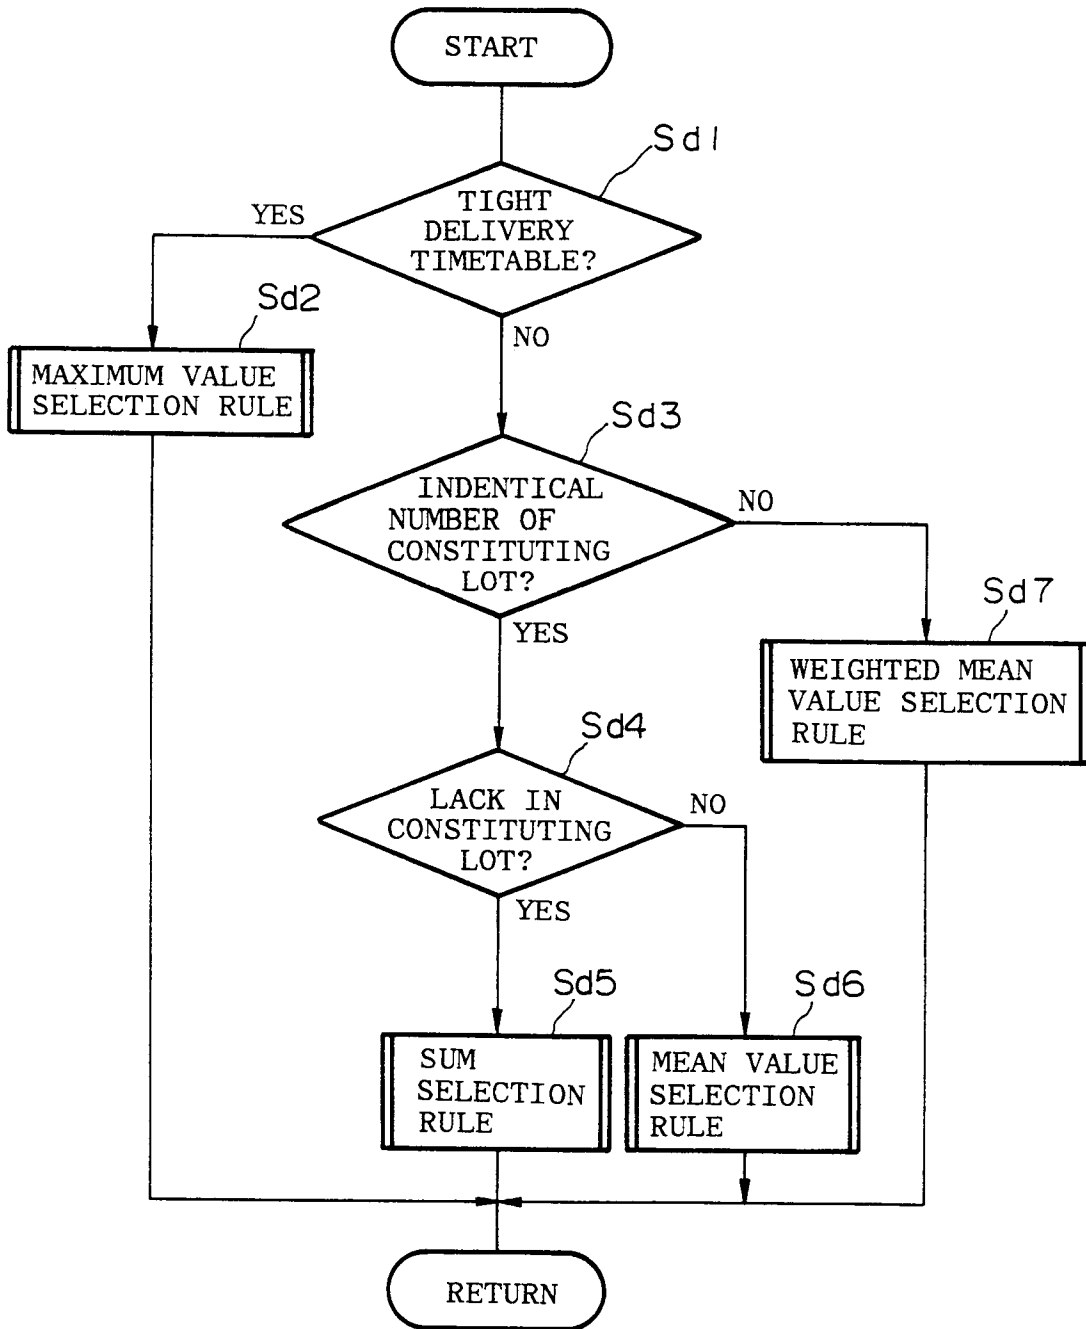 START
Sd1
TIGHT
DELIVERY
TIMETABLE?
YES
NO
Sd2
MAXIMUM VALUE
SELECTION RULE
Sd3
INDENTICAL
NUMBER OF
CONSTITUTING
LOT?
NO
YES
Sd7
WEIGHTED MEAN
VALUE SELECTION
RULE
Sd4
LACK IN
CONSTITUTING
LOT?
NO
YES
Sd5
SUM
SELECTION
RULE
Sd6
MEAN VALUE
SELECTION
RULE
RETURN